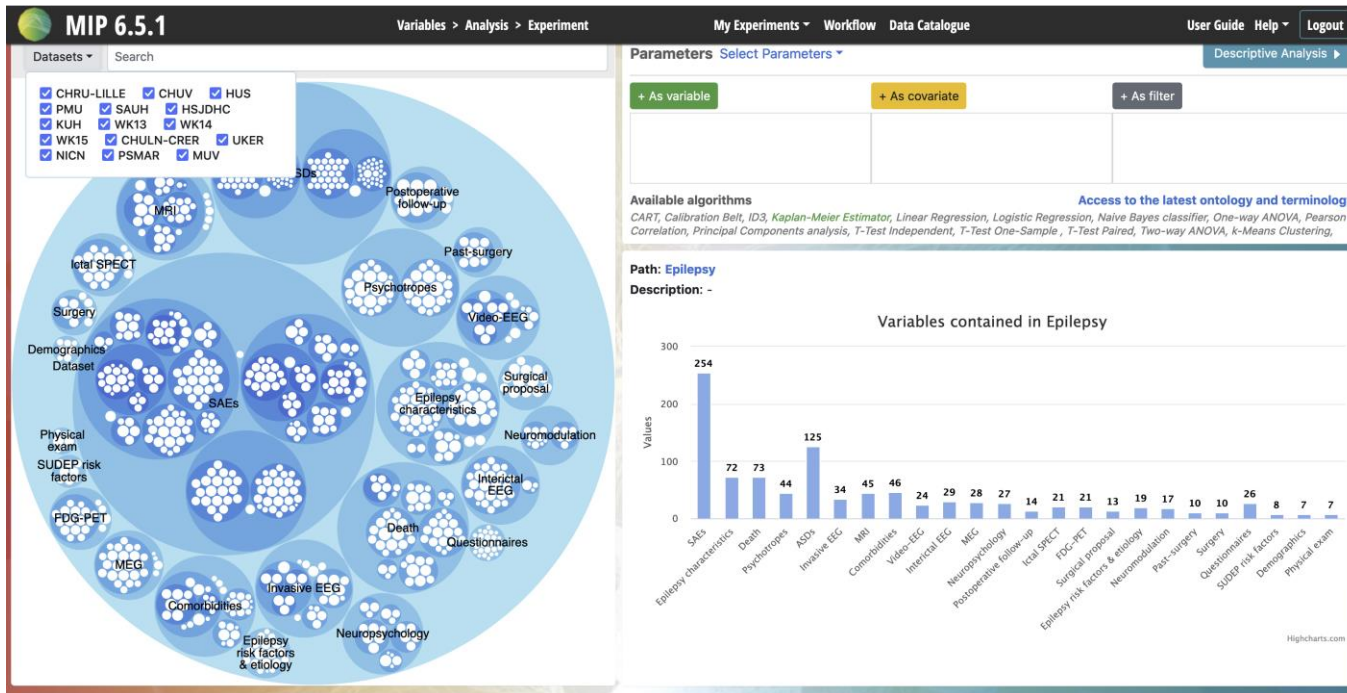 MIP 6.5.1
Variables > Analysis > Experiment
My Experiments
Workflow
Data Catalogue
User Guide
Help
Logout
Datasets
Search
CHRU-LILLE CHUV HUS
PMU SAUH HSJDHC
KUH WK13 WK14
WK15 CHULN-CRER UKER
NICN PSMAR MUV
SDs
Postoperative
follow-up
MRI
Past-surgery
Ictal SPECT
Psychotropes
Surgery
Video-EEG
Demographics
Dataset
Surgical
proposal
SAEs
Epilepsy
characteristics
Neuromodulation
Physical
exam
SUDEP risk
factors
Interictal
EEG
FDG-PET
Death
Questionnaires
MEG
Invasive EEG
Comorbidities
Neuropsychology
Epilepsy
risk factors
& etiology
Parameters Select Parameters
Descriptive Analysis
+ As variable
+ As covariate
+ As filter
Available algorithms
Access to the latest ontology and terminolog
CART, Calibration Belt, ID3, Kaplan-Meier Estimator, Linear Regression, Logistic Regression, Naive Bayes classifier, One-way ANOVA, Pearson
Correlation, Principal Components analysis, T-Test Independent, T-Test One-Sample , T-Test Paired, Two-way ANOVA, k-Means Clustering,
Path: Epilepsy
Description: -
Variables contained in Epilepsy
Values
300
200
100
0
254
72
73
44
125
34
45
46
24
29
28
27
14
21
21
13
19
17
10
10
26
8
7
7
SAEs
Epilepsy characteristics
Death
Psychotropes
ASDs
Invasive EEG
MRI
Comorbidities
Video-EEG
Interictal EEG
MEG
Neuropsychology
Postoperative follow-up
Ictal SPECT
FDG-PET
Surgical proposal
Epilepsy risk factors & etiology
Neuromodulation
Past-surgery
Surgery
Questionnaires
SUDEP risk factors
Demographics
Physical exam
Highcharts.com